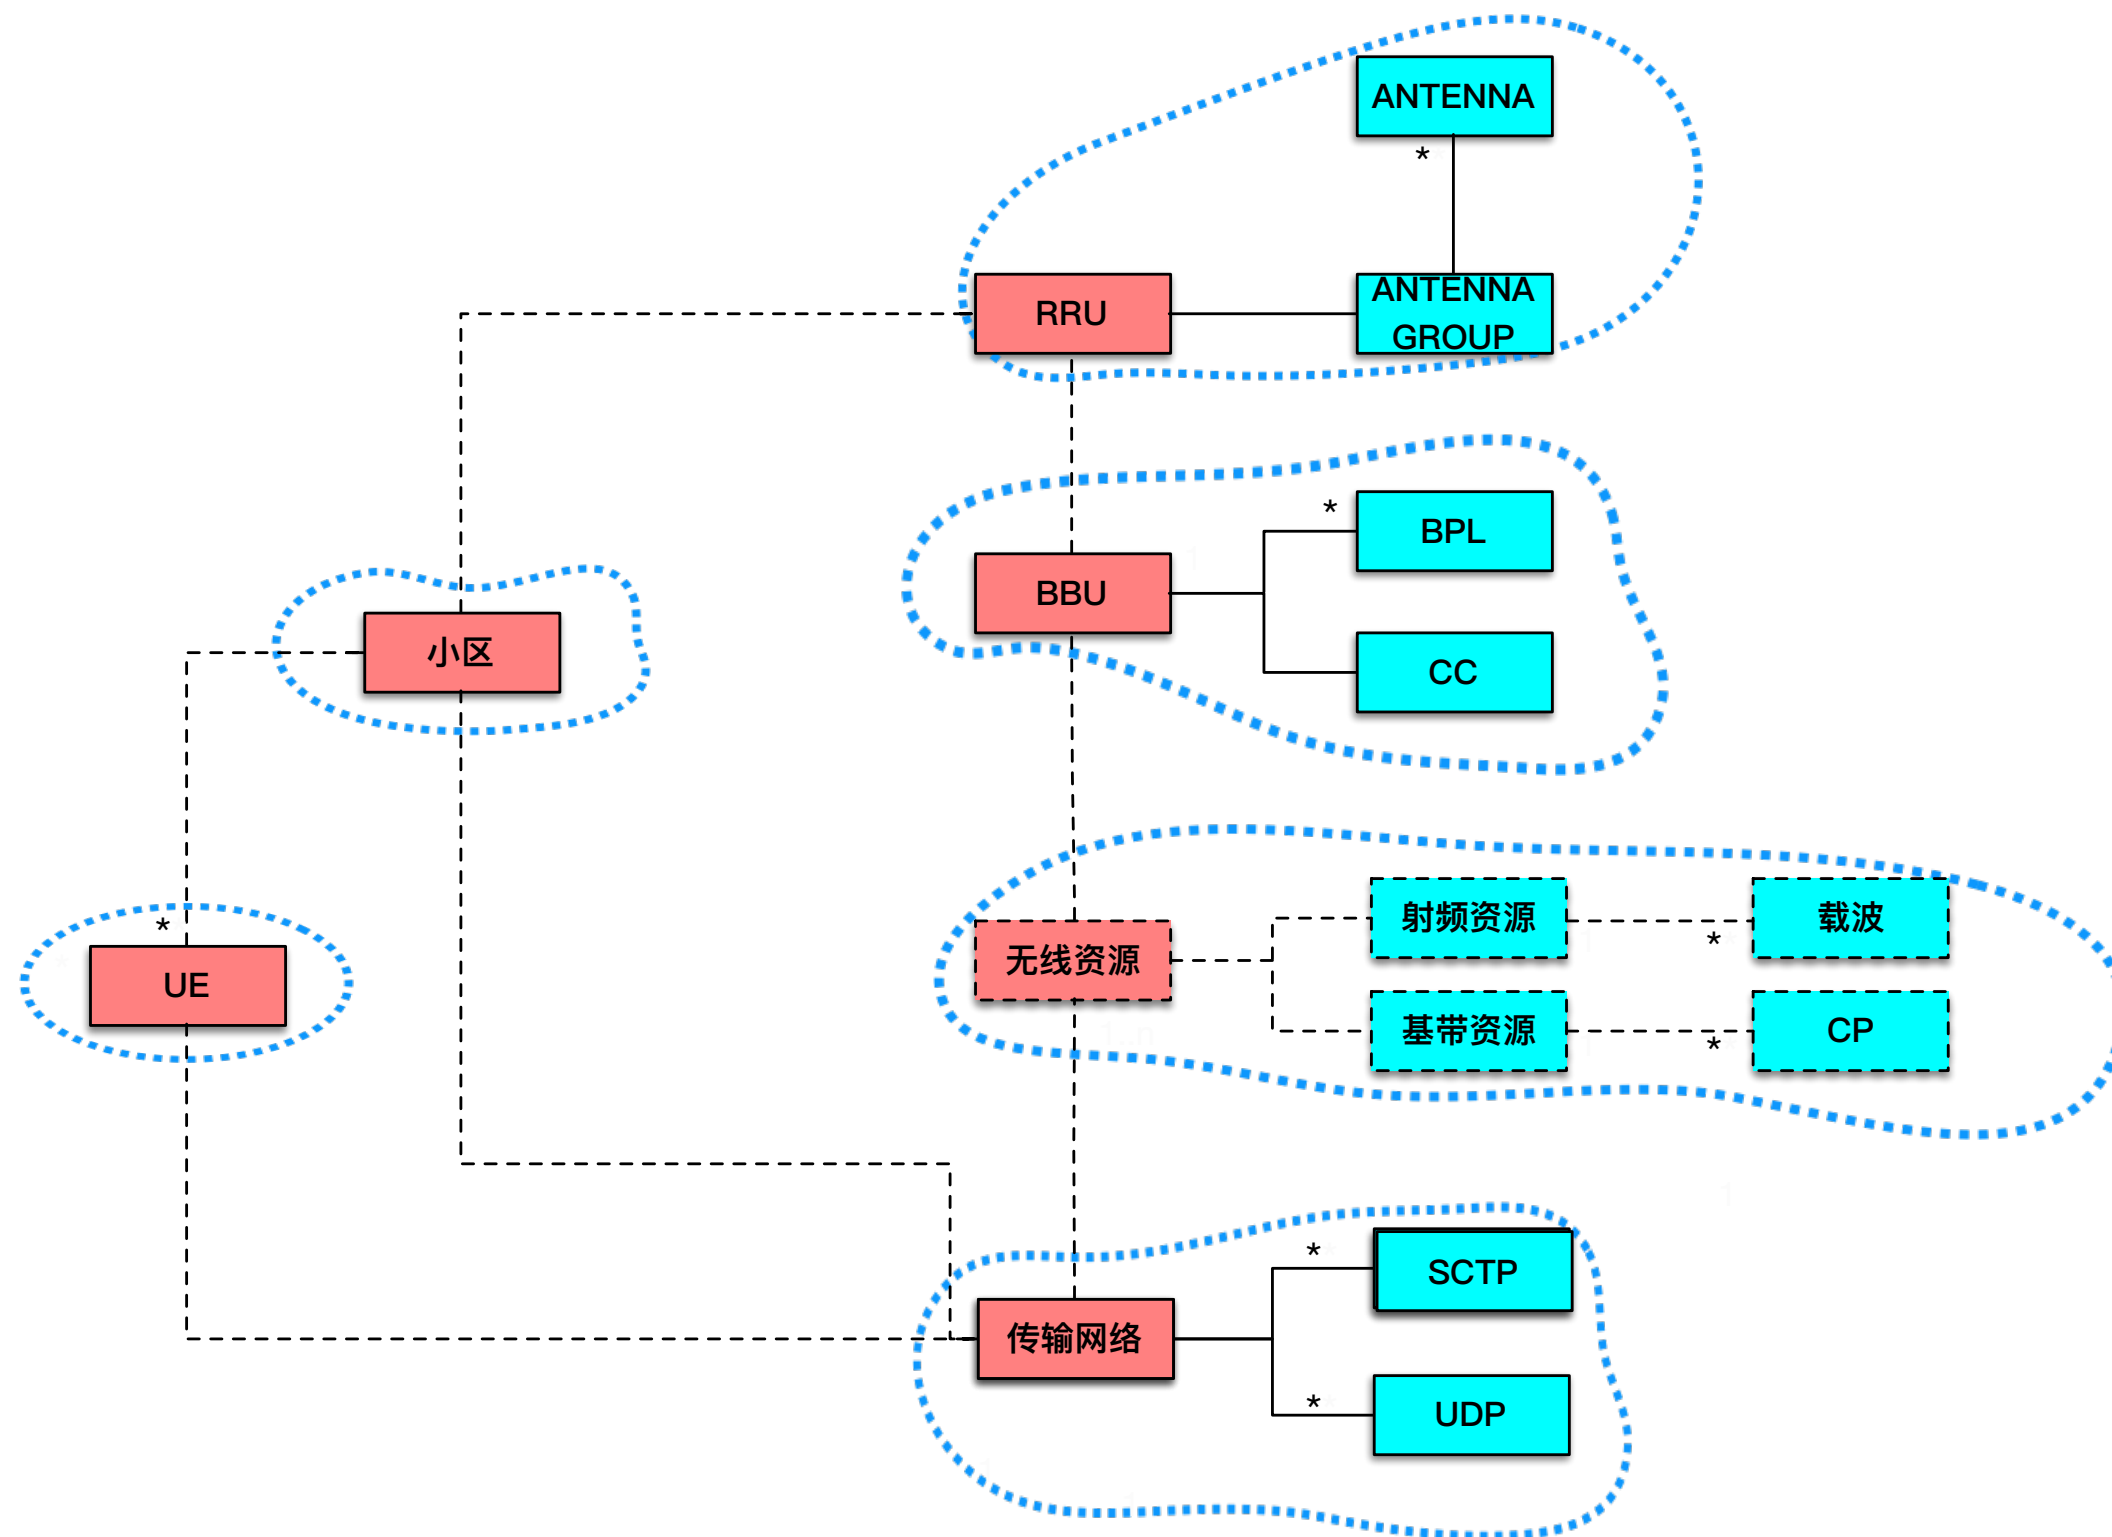 ANTENNA
*
RRU
ANTENNA
GROUP
*
BPL
BBU
小区
CC
射频资源
*
载波
*
UE
无线资源
基带资源
*
CP
*
SCTP
传输网络
*
UDP